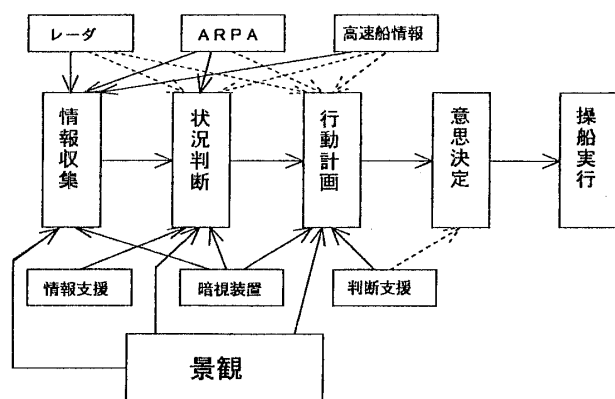 レーダ
ARPA
高速船情報
情報収集
状況判断
行動計画
意思決定
操船実行
情報支援
暗視装置
判断支援
景観